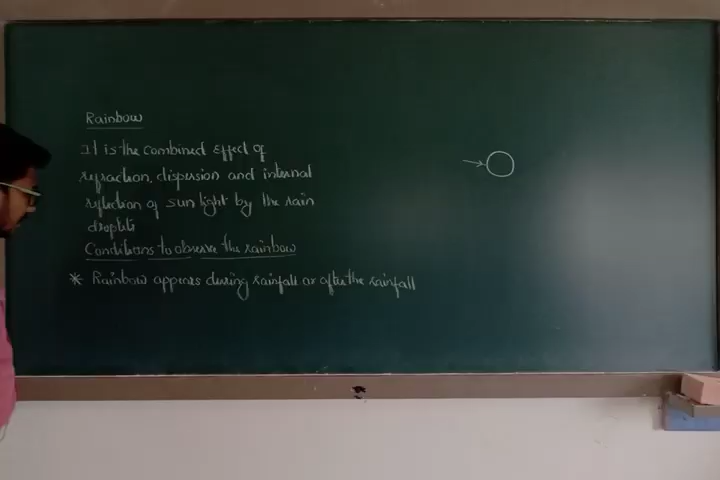 Rainbow
It is the combined effect of
refraction, dispersion and internal
reflection of sun light by the rain
droplets
Conditions to observe the rainbow
* Rainbow appears during rainfall or after the rainfall